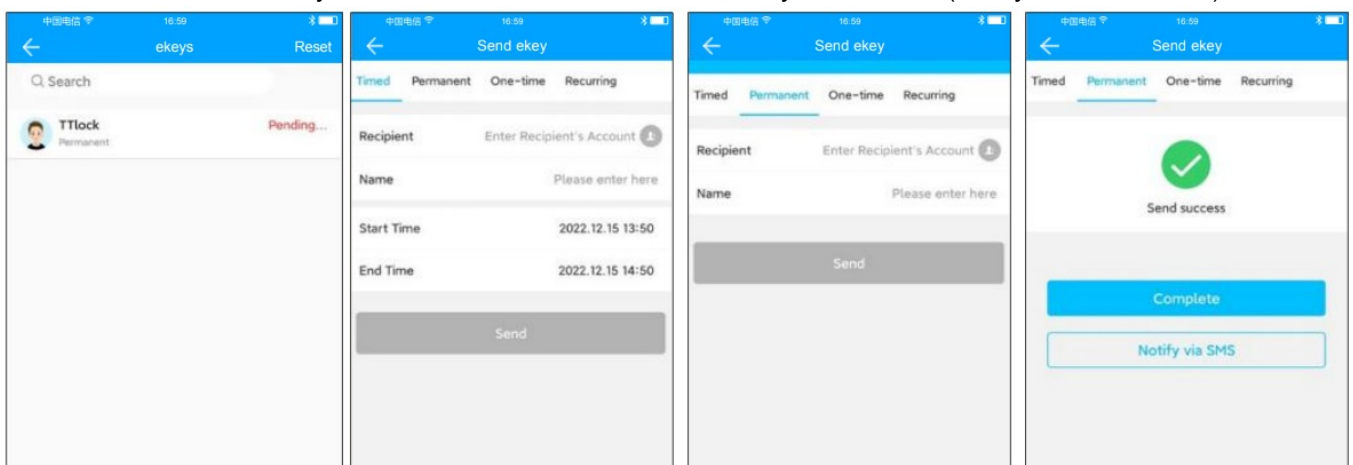 中国电信 16:59
ekeys Reset
Search
TTlock Pending...
Permanent
中国电信 16:59
Send ekey
Timed Permanent One-time Recurring
Recipient Enter Recipient's Account
Name Please enter here
Start Time 2022.12.15 13:50
End Time 2022.12.15 14:50
Send
中国电信 16:59
Send ekey
Timed Permanent One-time Recurring
Recipient Enter Recipient's Account
Name Please enter here
Send
中国电信 16:59
Send ekey
Timed Permanent One-time Recurring
Send success
Complete
Notify via SMS